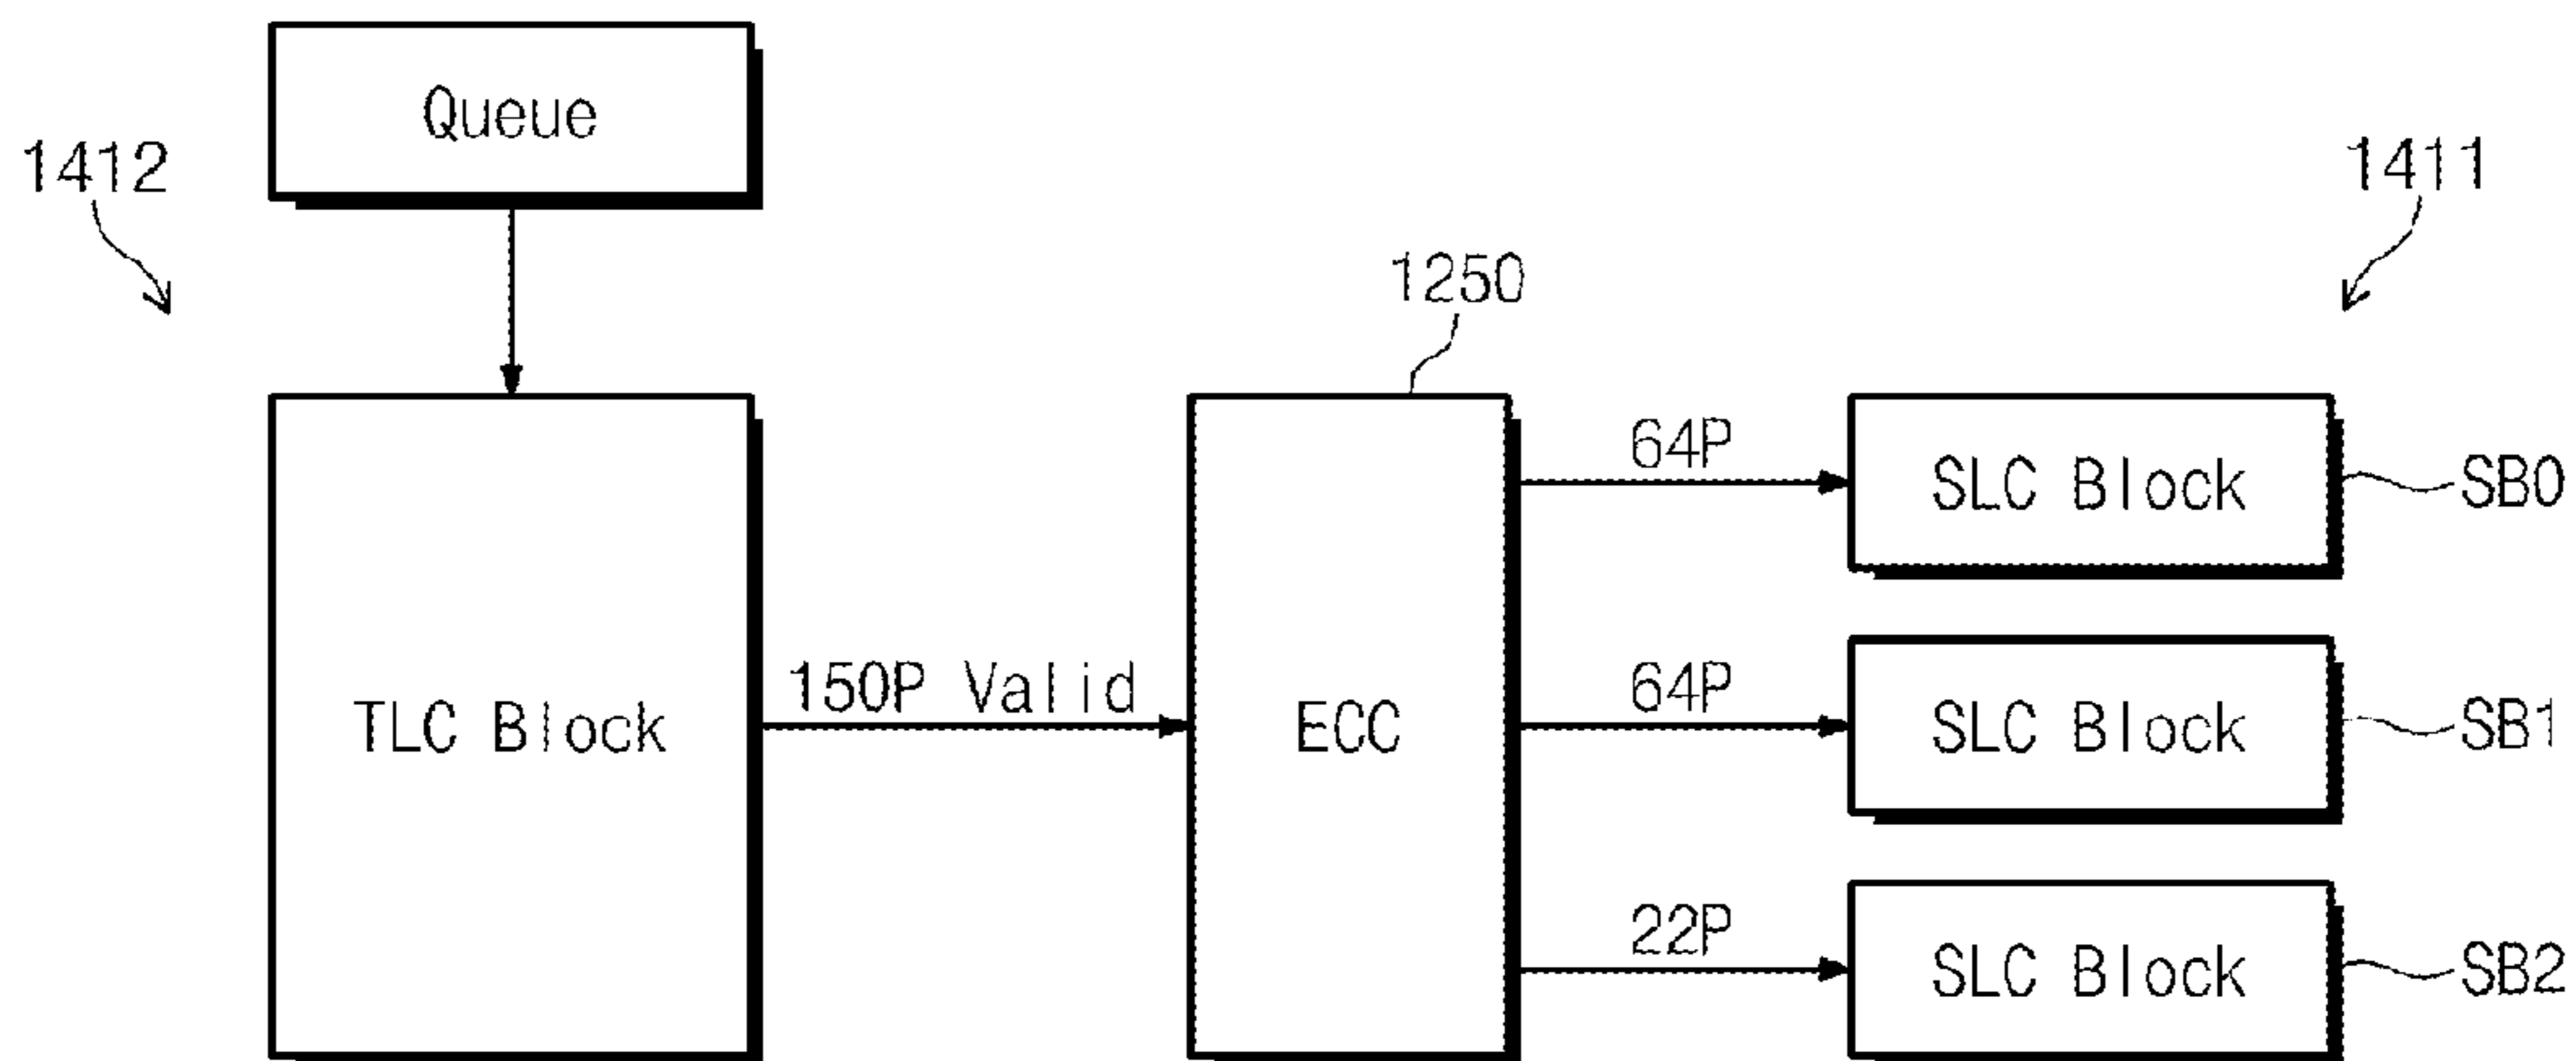 Queue
1412
1411
1250
64P
SLC Block
SB0
150P Valid
64P
TLC Block
ECC
SLC Block
SB1
22P
SLC Block
SB2